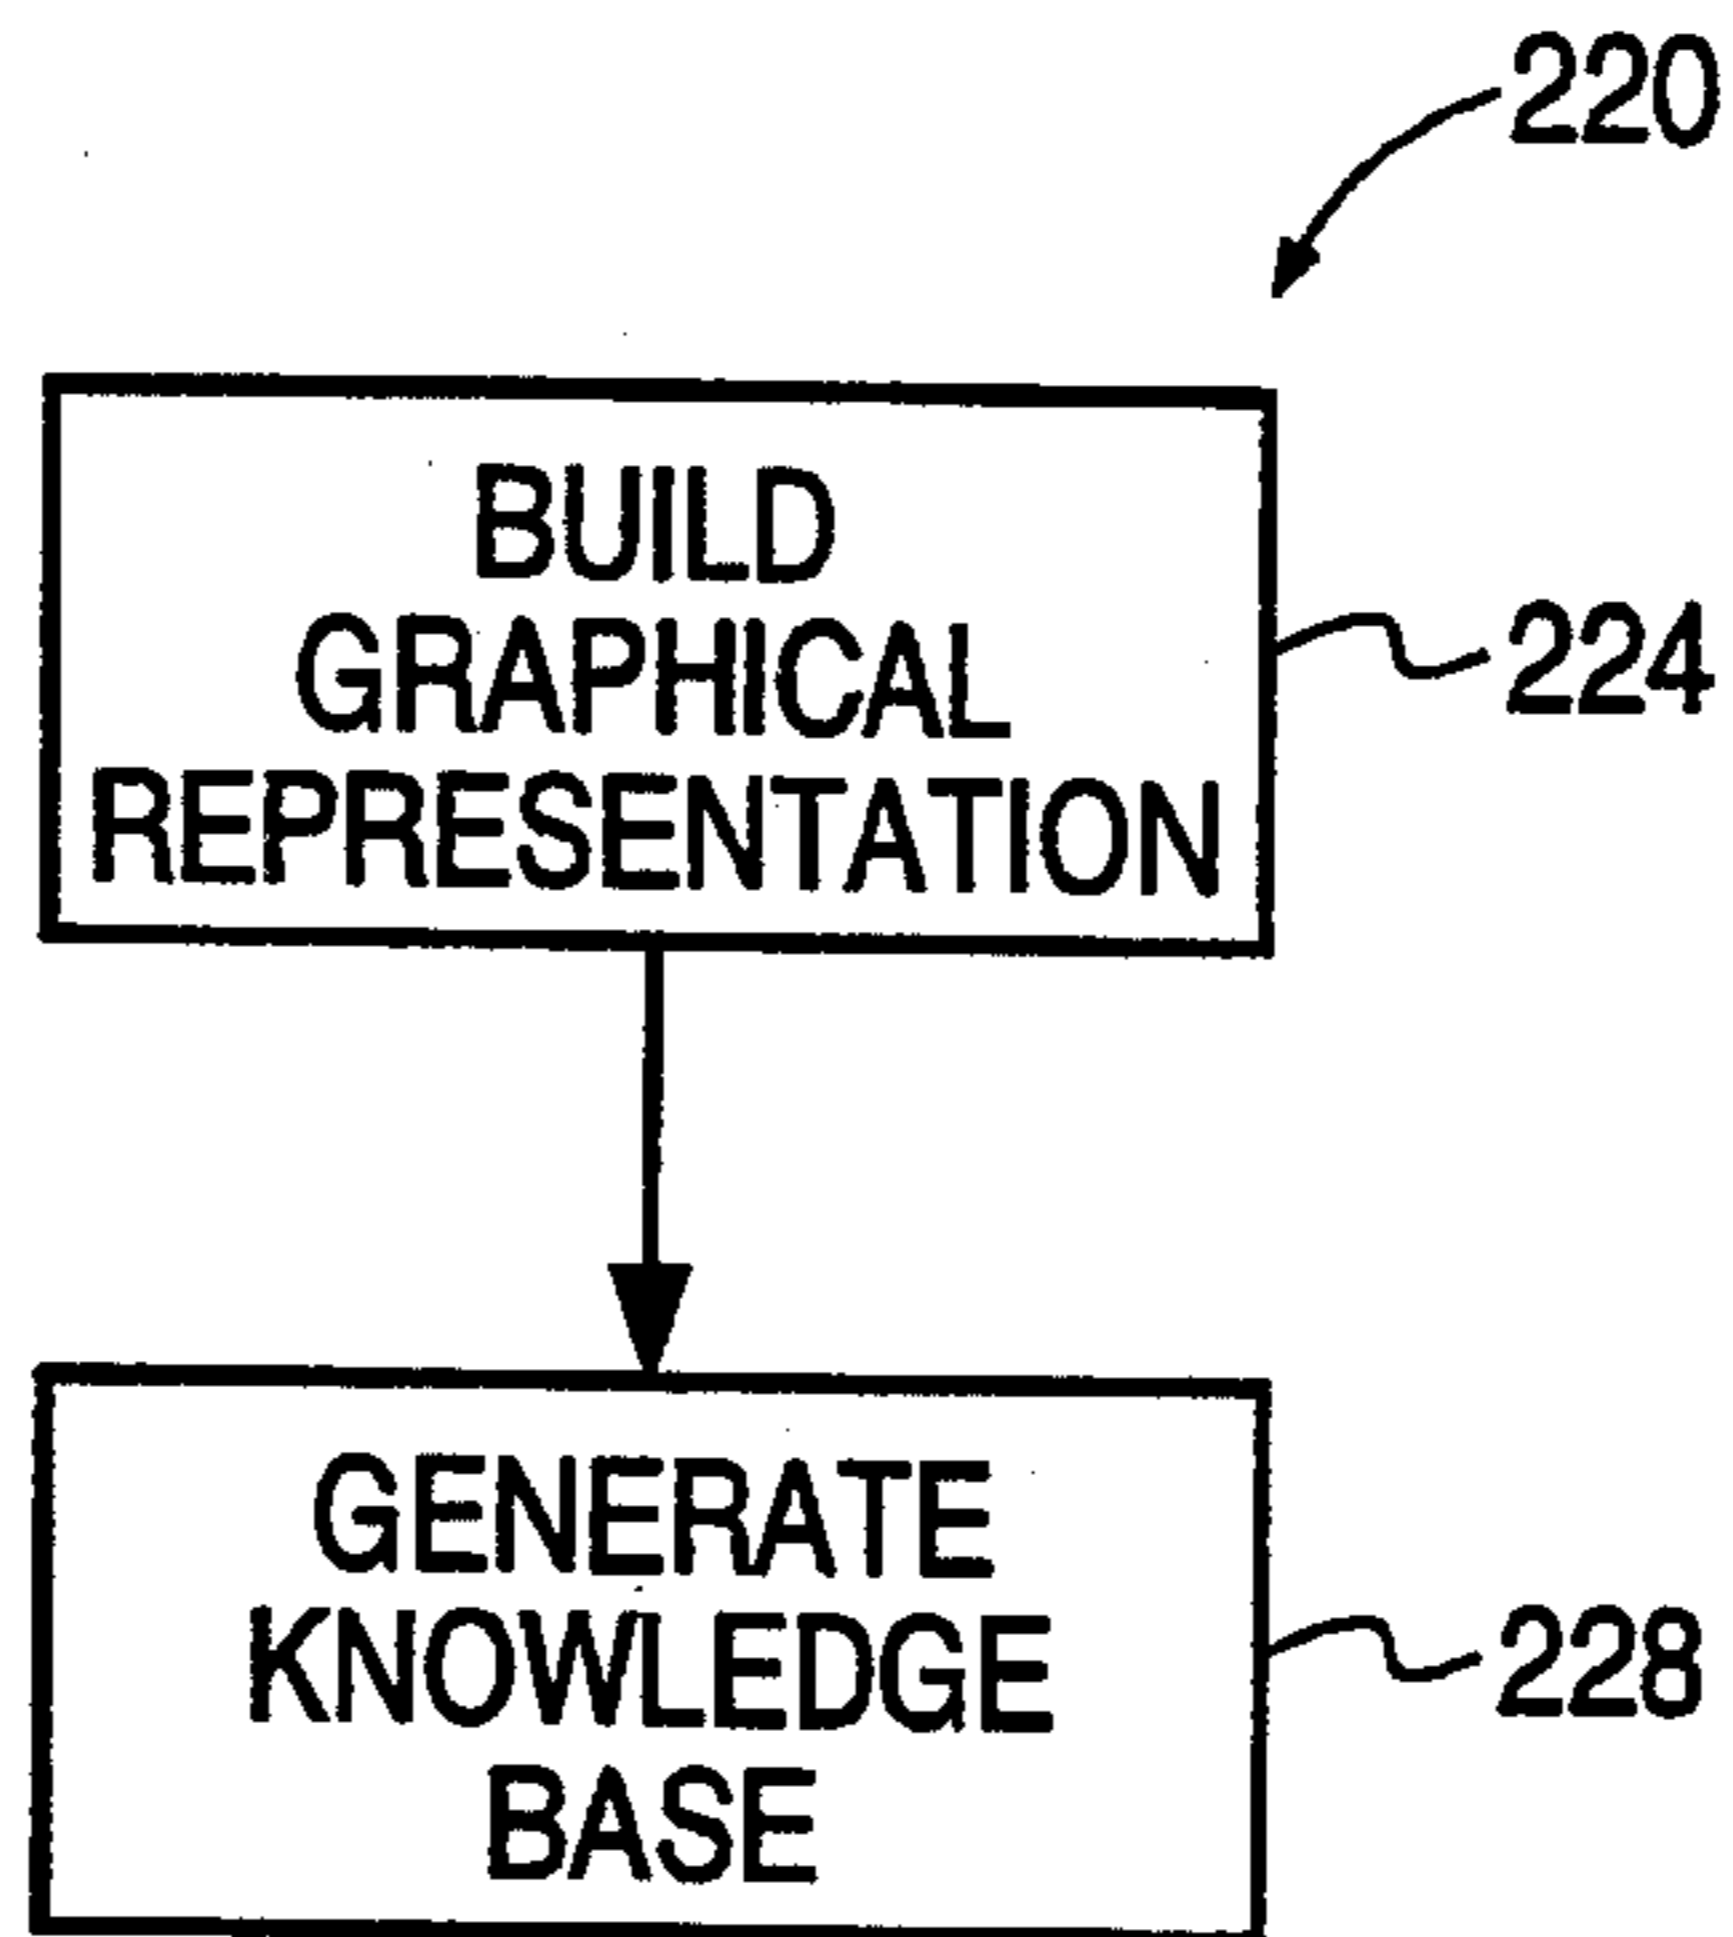 220
BUILD
GRAPHICAL
REPRESENTATION
224
GENERATE
KNOWLEDGE
BASE
228